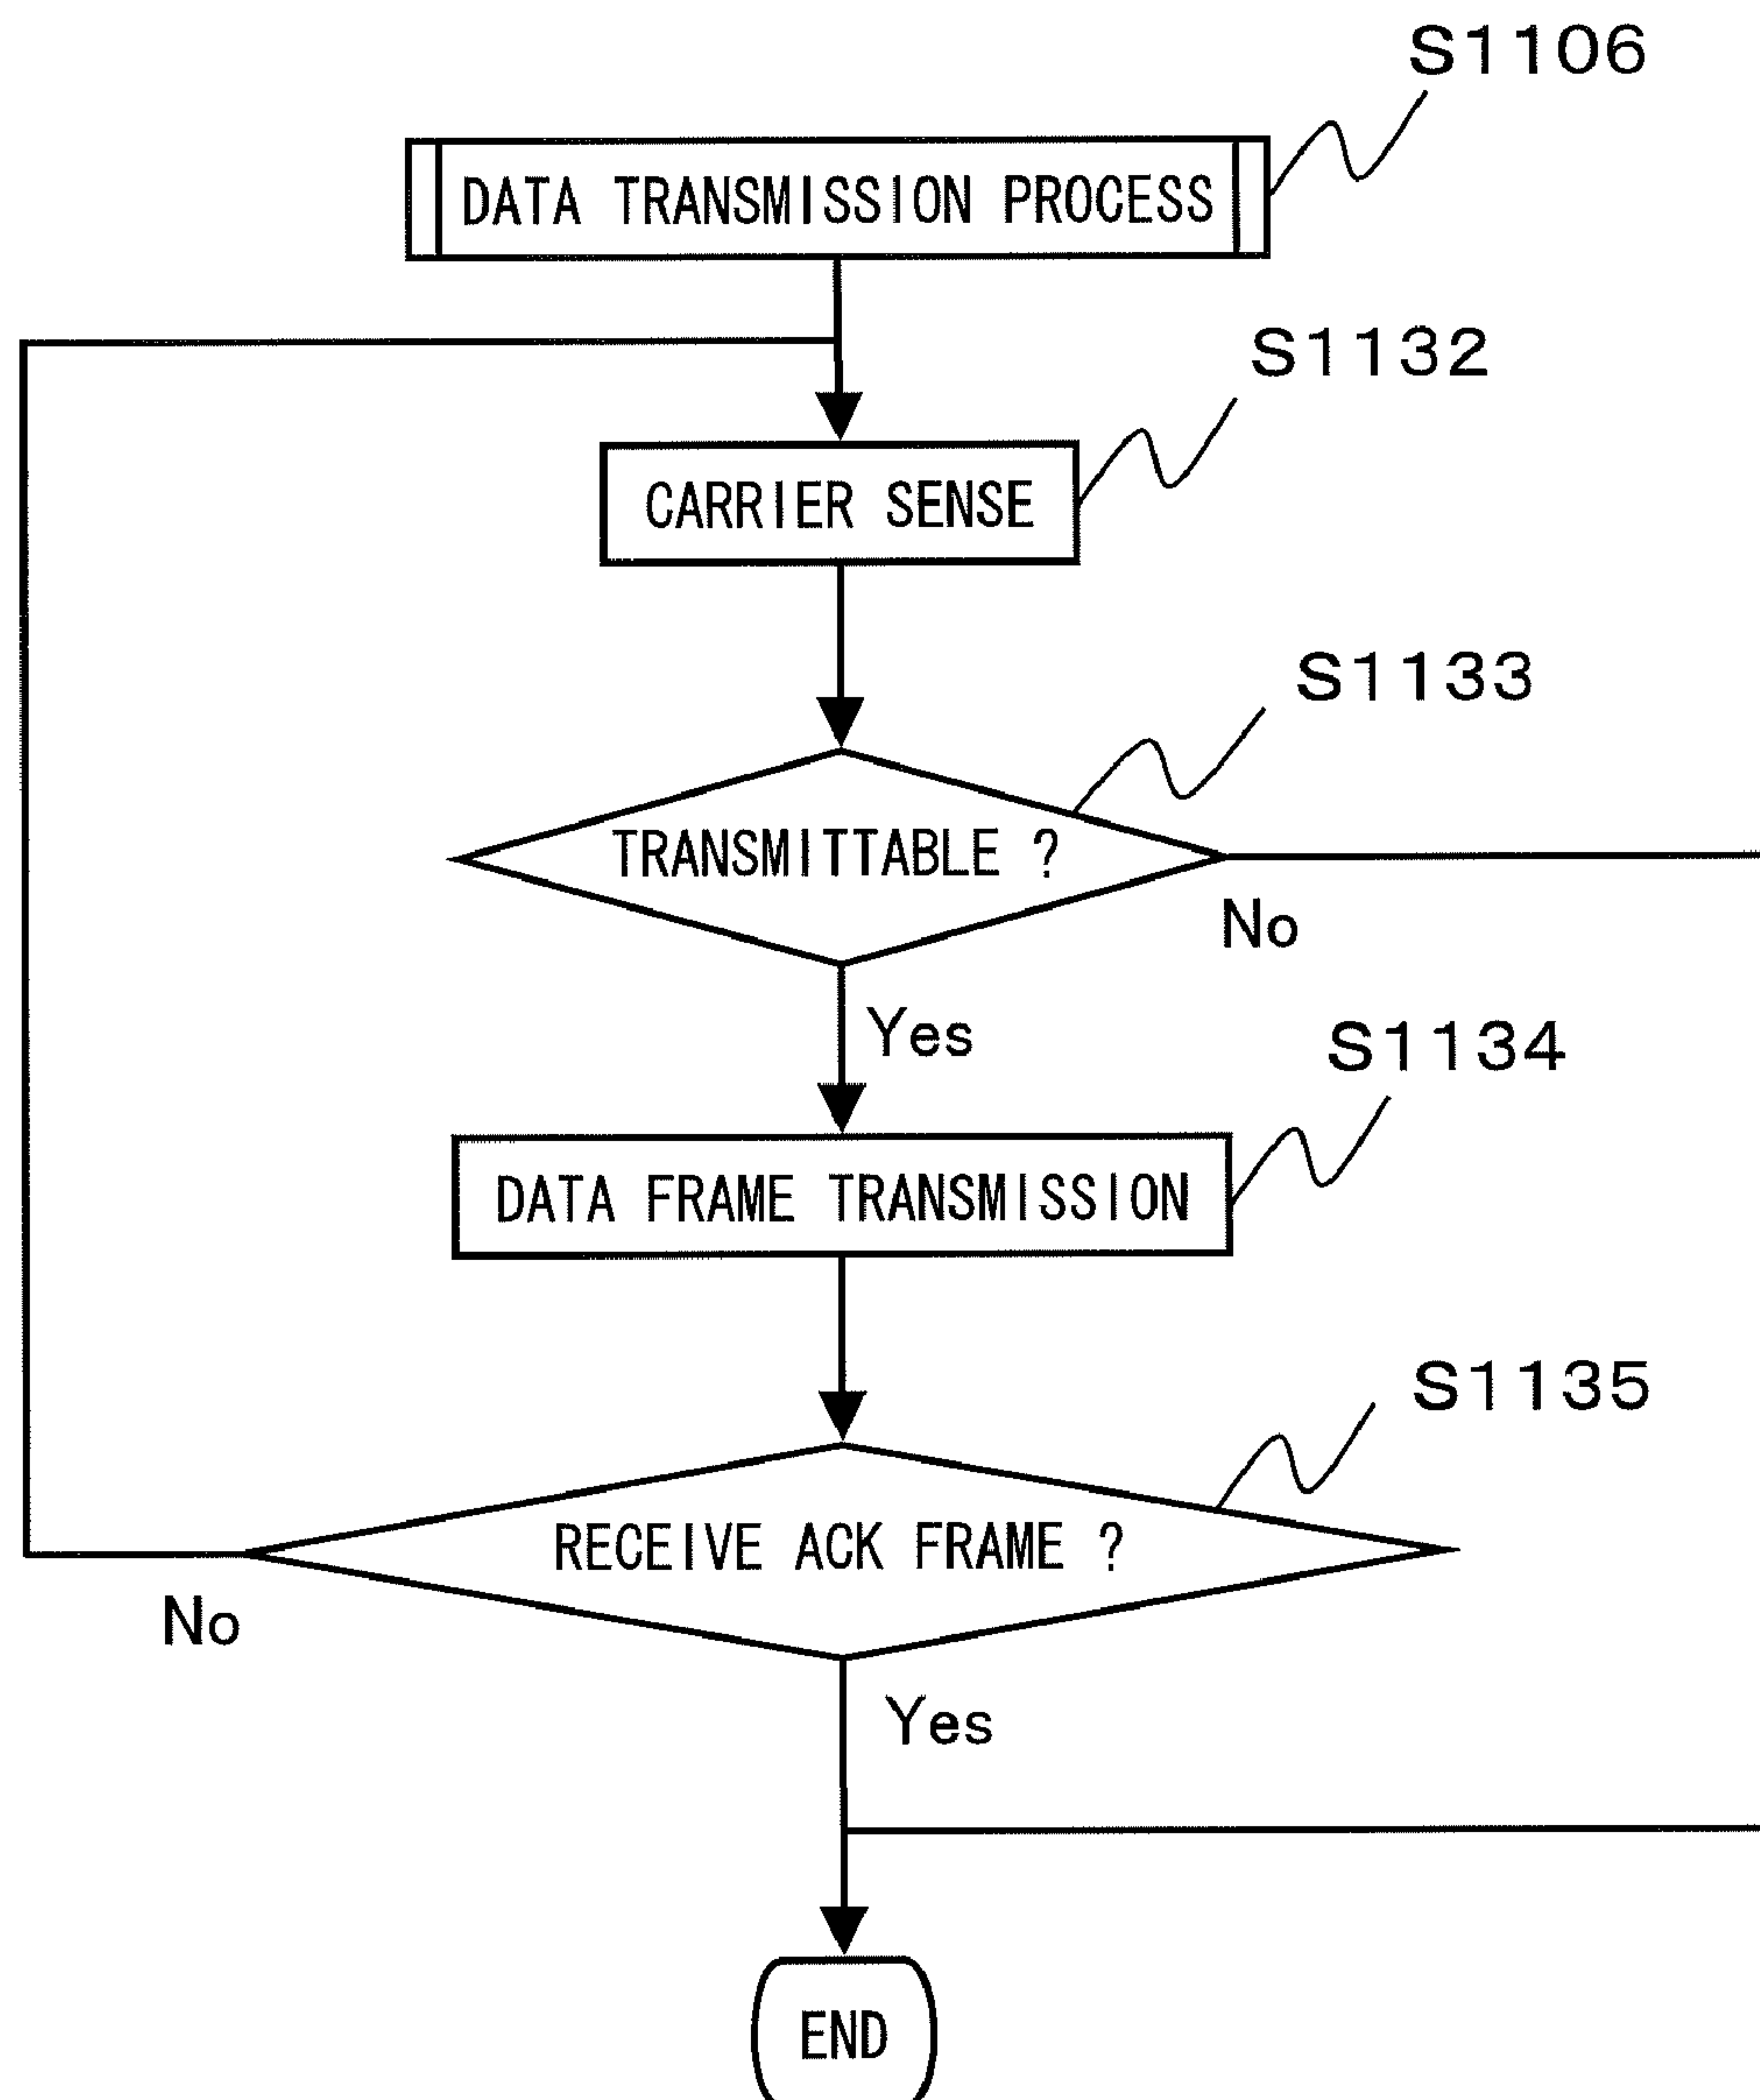 S1106
DATA TRANSMISSION PROCESS
S1132
CARRIER SENSE
S1133
TRANSMITTABLE ?
No
Yes
S1134
DATA FRAME TRANSMISSION
S1135
RECEIVE ACK FRAME ?
No
Yes
END